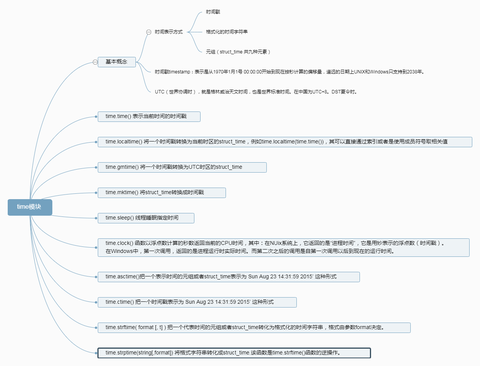 时间戳
时间表示方式
格式化的时间字符串
元组（struct_time 共九种元素）
基本概念
时间戳timestamp：表示是从1970年1月1号 00:00:00开始到现在按秒计算的偏移量，遥远的日期上UNIX和Windows只支持到2038年。
UTC（世界协调时），就是格林威治天文时间，也是世界标准时间。在中国为UTC+8。DST夏令时。
time.time() 表示当前时间的时间戳
time.localtime() 将一个时间戳转换为当前时区的struct_time，例如time.localtime(time.time())，其可以直接通过索引或者是使用成员符号取相关值
time.gmtime() 将一个时间戳转换为UTC时区的struct_time
time.mktime() 将struct_time转换成时间戳
time模块
time.sleep() 线程睡眠指定时间
time.clock() 函数以浮点数计算的秒数返回当前的CPU时间，其中：在NUix系统上，它返回的是"进程时间"，它是用秒表示的浮点数（时间戳）。
在Windows中，第一次调用，返回的是进程运行时实际时间。而第二次之后的调用是自第一次调用以后到现在的运行时间。
time.asctime()把一个表示时间的元组或者struct_time表示为 Sun Aug 23 14:31:59 2015' 这种形式
time.ctime() 把一个时间戳表示为 Sun Aug 23 14:31:59 2015' 这种形式
time.strftime( format [, t] ) 把一个代表时间的元组或者struct_time转化为格式化的时间字符串，格式由参数format决定。
time.strptime(string[,format]) 将格式字符串转化成struct_time.该函数是time.strftime()函数的逆操作。